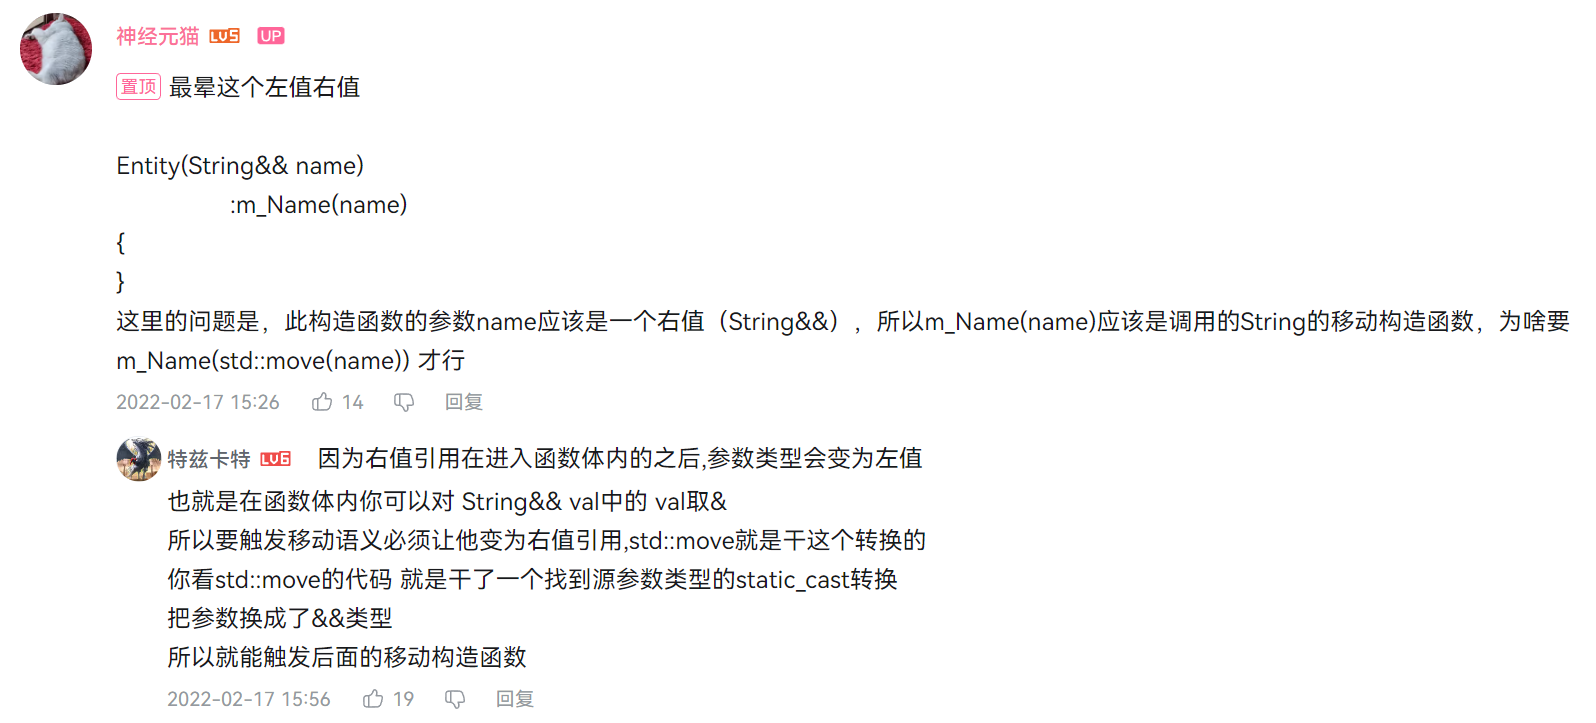 神经元猫 LV5 UP
置顶 最晕这个左值右值
Entity(String&& name)
:m_Name(name)
{
}
这里的问题是，此构造函数的参数name应该是一个右值（String&&），所以m_Name(name)应该是调用的String的移动构造函数，为啥要
m_Name(std::move(name)) 才行
2022-02-17 15:26 14 回复
特兹卡特 LV6 因为右值引用在进入函数体内的之后,参数类型会变为左值
也就是在函数体内你可以对 String&& val中的 val取&
所以要触发移动语义必须让他变为右值引用,std::move就是干这个转换的
你看std::move的代码 就是干了一个找到源参数类型的static_cast转换
把参数换成了&&类型
所以就能触发后面的移动构造函数
2022-02-17 15:56 19 回复